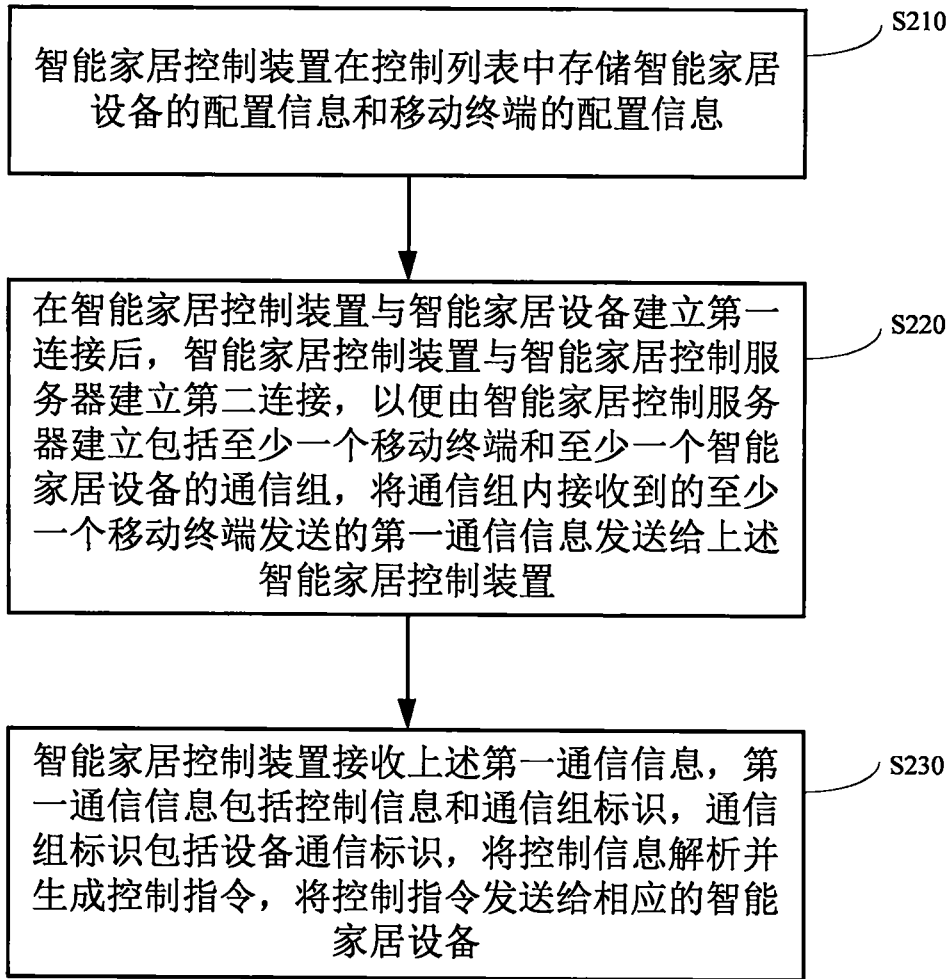 智能家居控制装置在控制列表中存储智能家居
设备的配置信息和移动终端的配置信息
S210
在智能家居控制装置与智能家居设备建立第一
连接后，智能家居控制装置与智能家居控制服
务器建立第二连接，以便由智能家居控制服务
器建立包括至少一个移动终端和至少一个智能
家居设备的通信组，将通信组内接收到的至少
一个移动终端发送的第一通信信息发送给上述
智能家居控制装置
S220
智能家居控制装置接收上述第一通信信息，第
一通信信息包括控制信息和通信组标识，通信
组标识包括设备通信标识，将控制信息解析并
生成控制指令，将控制指令发送给相应的智能
家居设备
S230